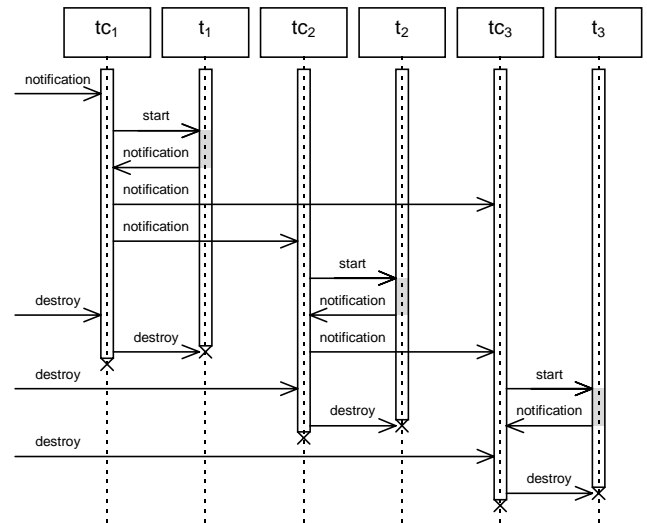 tc₁ t₁ tc₂ t₂ tc₃ t₃
notification
start
notification
notification
notification
start
destroy
notification
destroy
notification
destroy
start
destroy
notification
destroy
destroy